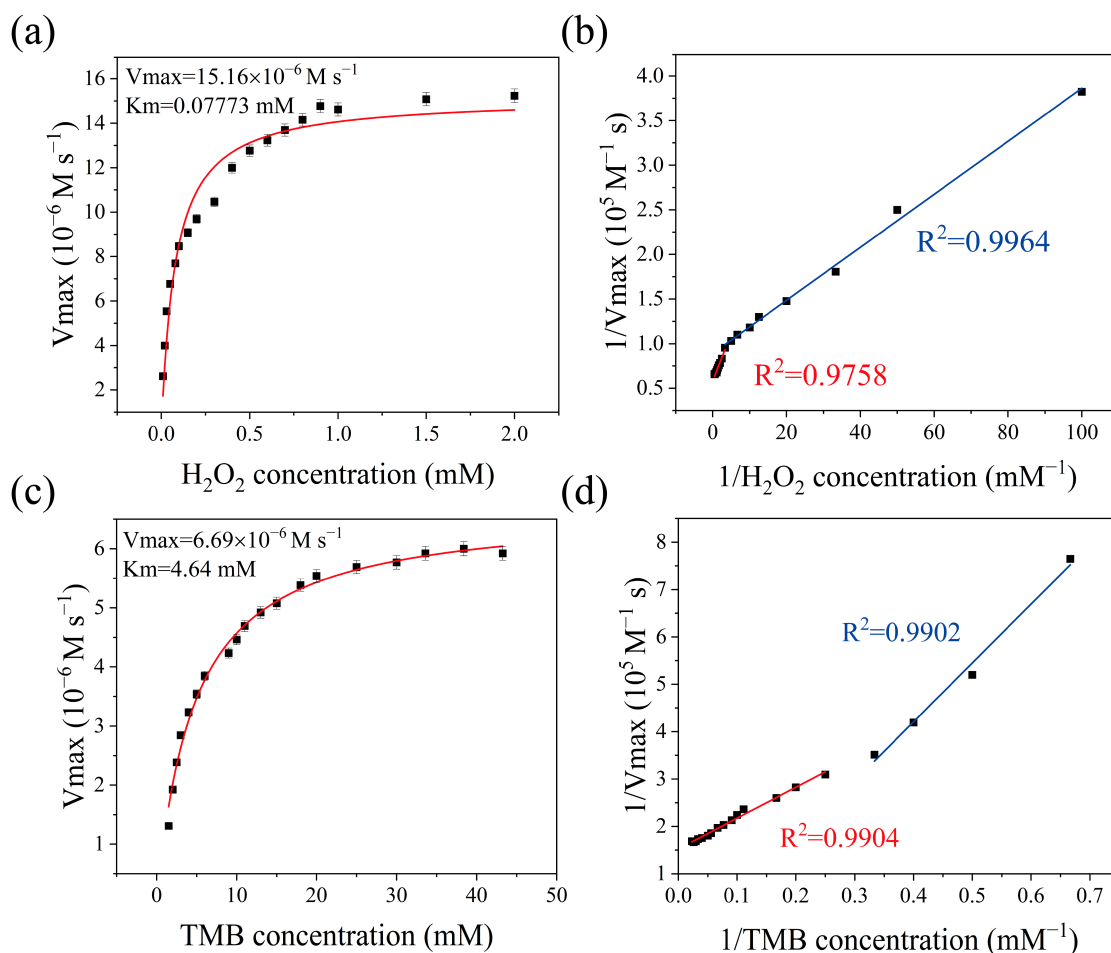 (a)
Vmax=15.16×10⁻⁶ M s⁻¹
Km=0.07773 mM
Vmax (10⁻⁶ M s⁻¹)
16
14
12
10
8
6
4
2
0.0 0.5 1.0 1.5 2.0
H₂O₂ concentration (mM)
(b)
1/Vmax (10⁵ M⁻¹ s)
4.0
3.5
3.0
2.5
2.0
1.5
1.0
0.5
R²=0.9964
R²=0.9758
0 20 40 60 80 100
1/H₂O₂ concentration (mM⁻¹)
(c)
Vmax=6.69×10⁻⁶ M s⁻¹
Km=4.64 mM
Vmax (10⁻⁶ M s⁻¹)
6
5
4
3
2
1
0 10 20 30 40 50
TMB concentration (mM)
(d)
1/Vmax (10⁵ M⁻¹ s)
8
7
6
5
4
3
2
1
R²=0.9902
R²=0.9904
0.0 0.1 0.2 0.3 0.4 0.5 0.6 0.7
1/TMB concentration (mM⁻¹)